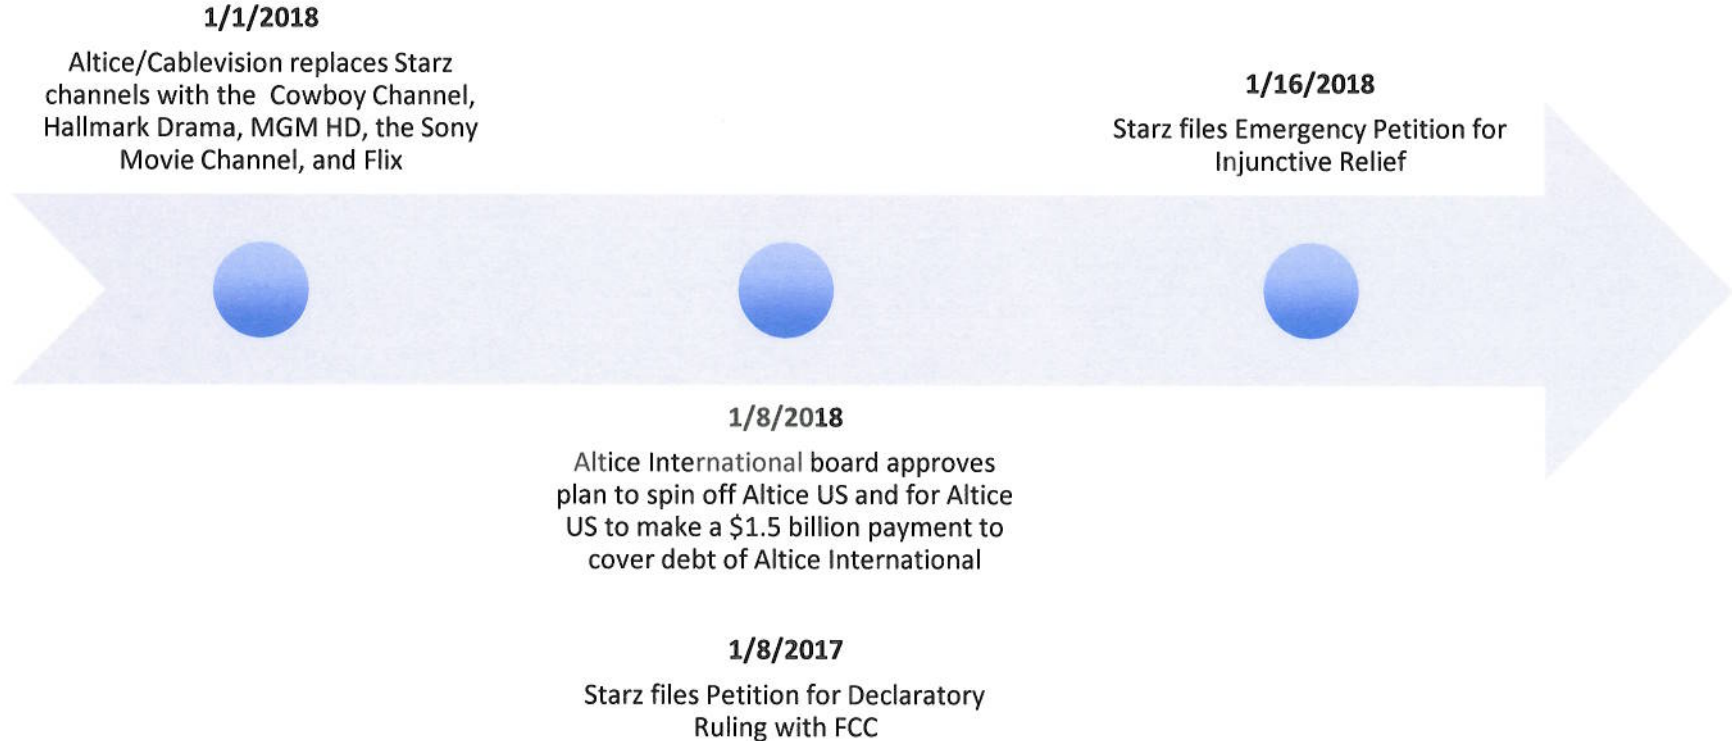 1/1/2018
Altice/Cablevision replaces Starz
channels with the Cowboy Channel,
Hallmark Drama, MGM HD, the Sony
Movie Channel, and Flix
1/16/2018
Starz files Emergency Petition for
Injunctive Relief
1/8/2018
Altice International board approves
plan to spin off Altice US and for Altice
US to make a $1.5 billion payment to
cover debt of Altice International
1/8/2017
Starz files Petition for Declaratory
Ruling with FCC